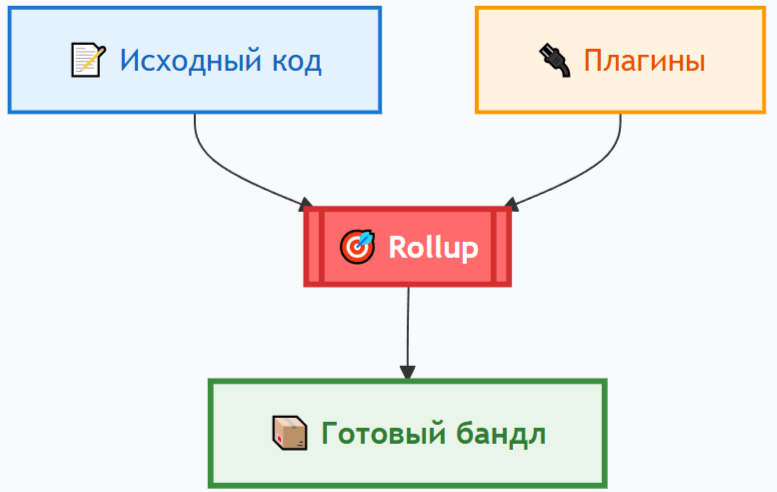 Исходный код
Плагины
Rollup
Готовый бандл